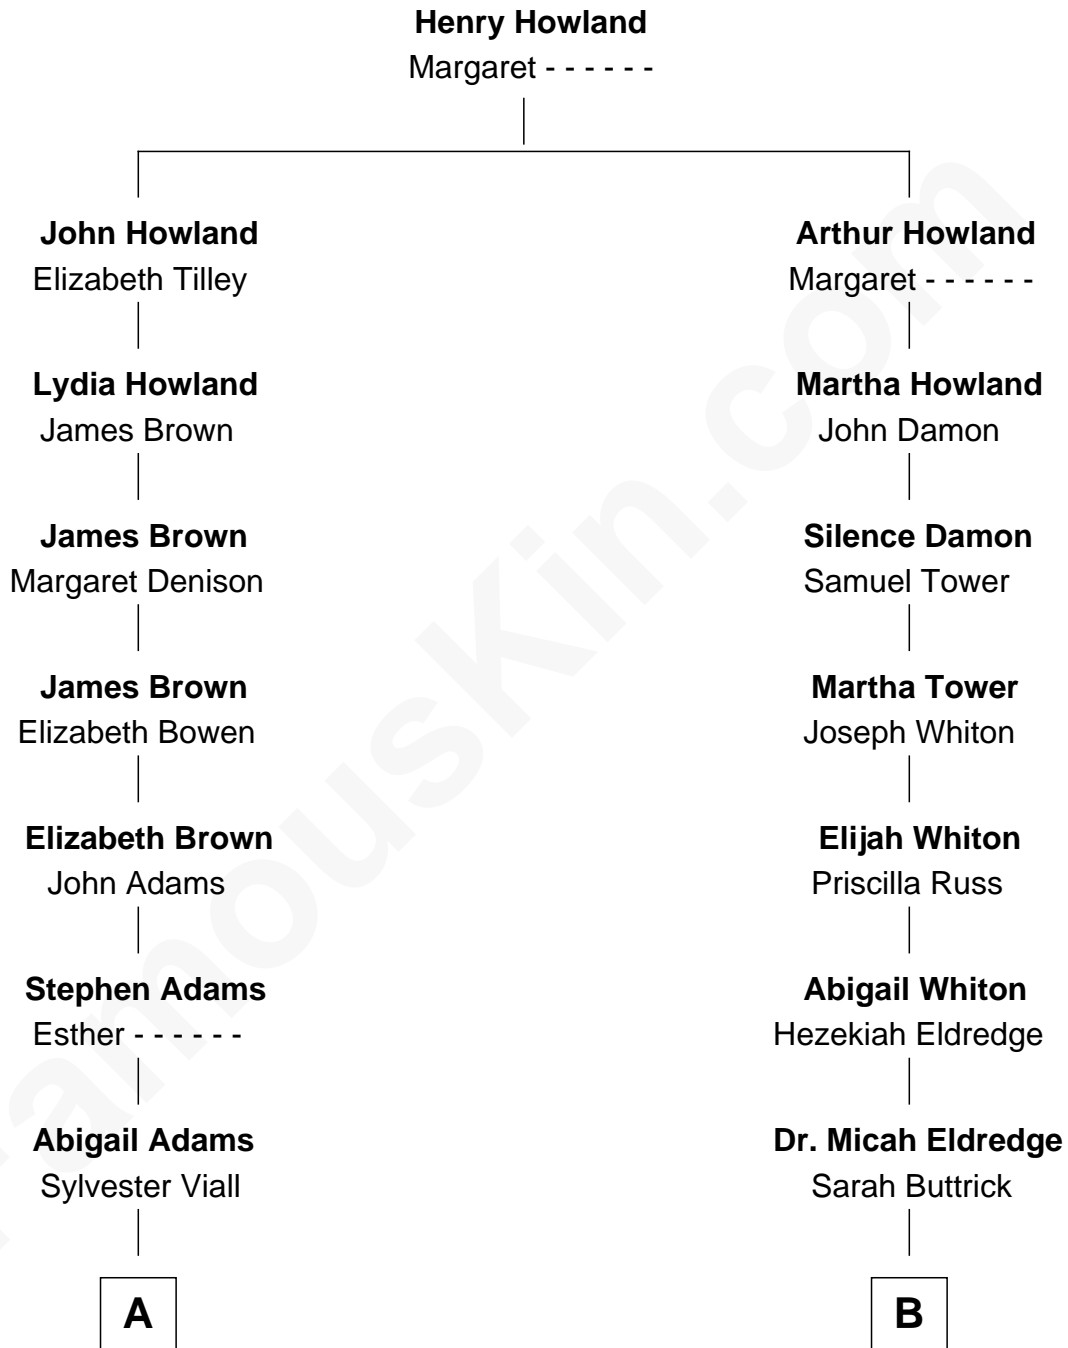 Henry Howland
Margaret - - - - - -
John Howland
Elizabeth Tilley
Arthur Howland
Margaret - - - - - -
Lydia Howland
James Brown
Martha Howland
John Damon
James Brown
Margaret Denison
Silence Damon
Samuel Tower
James Brown
Elizabeth Bowen
Martha Tower
Joseph Whiton
Elizabeth Brown
John Adams
Elijah Whiton
Priscilla Russ
Stephen Adams
Esther - - - - - -
Abigail Whiton
Hezekiah Eldredge
Abigail Adams
Sylvester Viall
Dr. Micah Eldredge
Sarah Buttrick
A
B
FamousKin.com